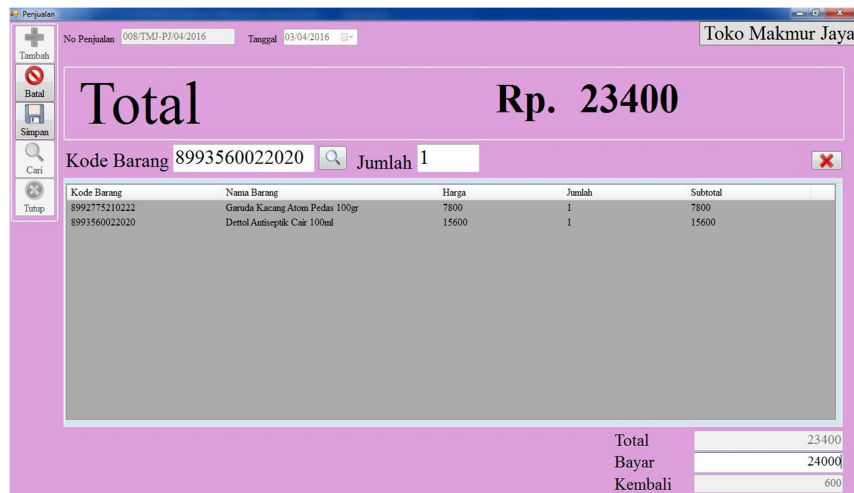 Penjualan
Tambah
Batal
Simpan
Cari
Tutup
No Penjualan 008/TMJ-PJ/04/2016 Tanggal 03/04/2016
Toko Makmur Jaya
Total Rp. 23400
Kode Barang 8993560022020 Jumlah 1
Kode Barang Nama Barang Harga Jumlah Subtotal
8992775210222 Garuda Kacang Atom Pedas 100gr 7800 1 7800
8993560022020 Dettol Antiseptik Cair 100ml 15600 1 15600
Total 23400
Bayar 24000
Kembali 600